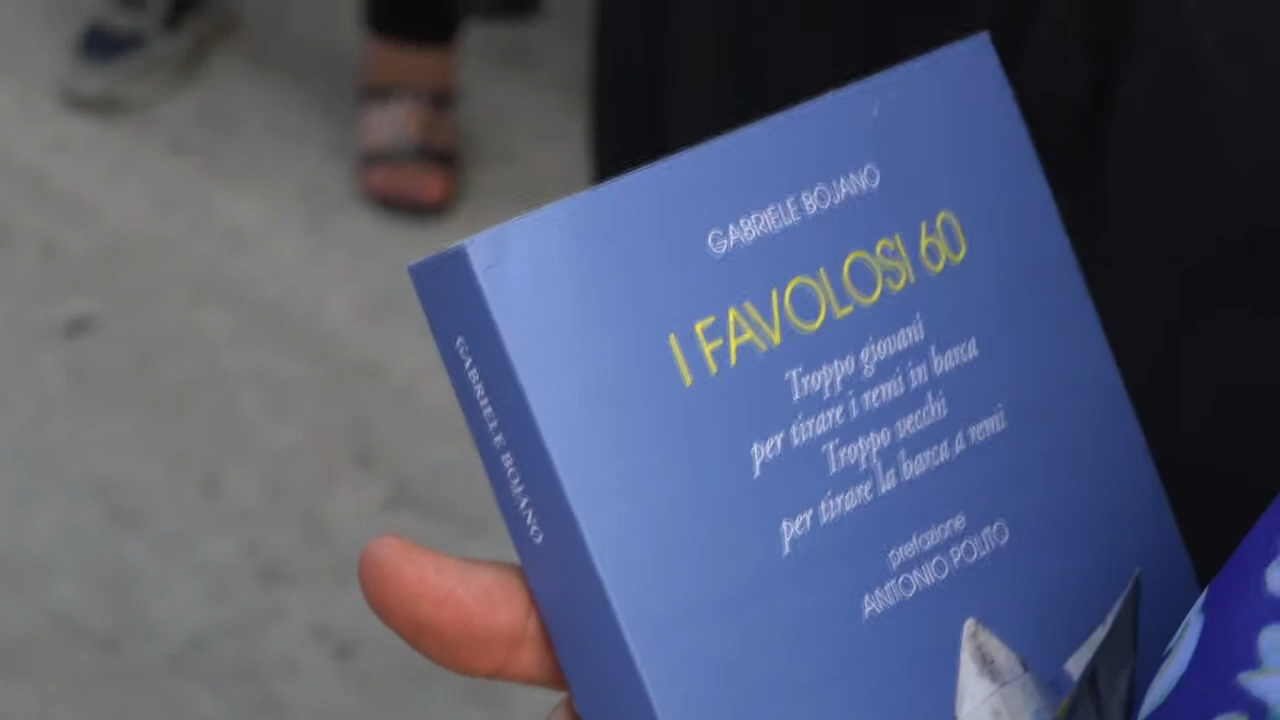 GABRIELE BOJANO
I FAVOLOSI 60
Troppo giovani
per tirare i remi in barca
Troppo vecchi
per tirare la barca a remi
prefazione
ANTONIO POLITO
GABRIELE BOJANO